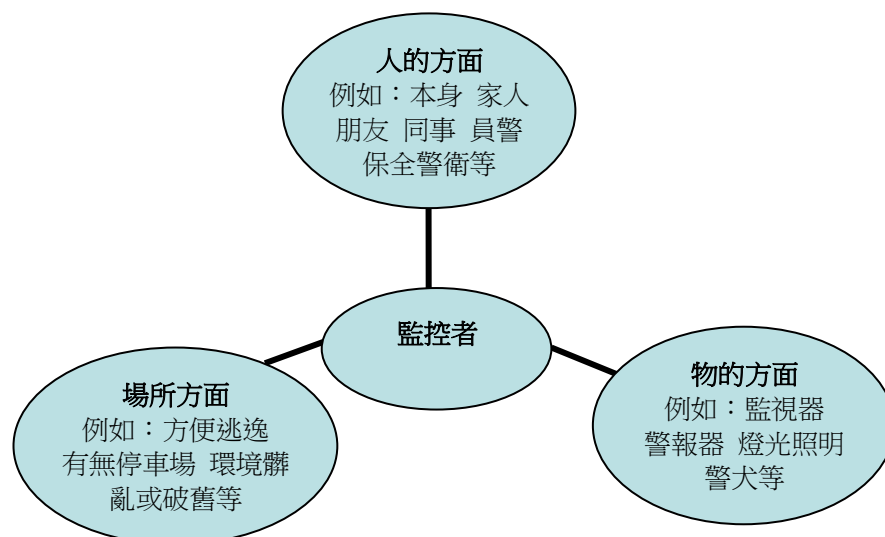 人的方面
例如：本身 家人
朋友 同事 員警
保全警衛等
監控者
場所方面
例如：方便逃逸
有無停車場 環境髒
亂或破舊等
物的方面
例如：監視器
警報器 燈光照明
警犬等